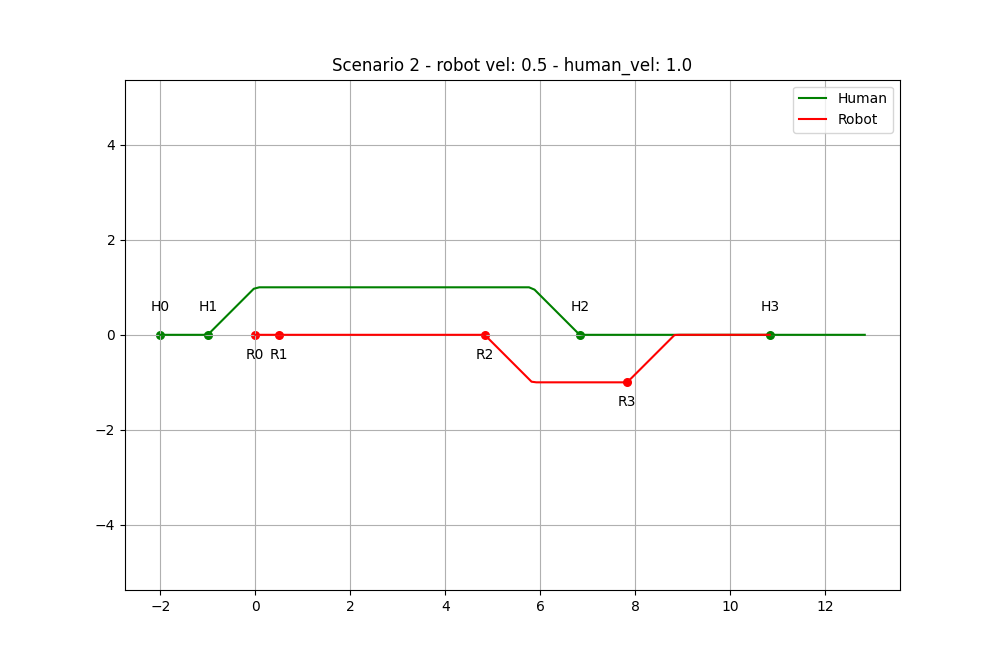 Scenario 2 - robot vel: 0.5 - human_vel: 1.0
Human
Robot
4
2
H0 H1 H2 H3
0
R0 R1 R2
R3
−2
−4
−2 0 2 4 6 8 10 12